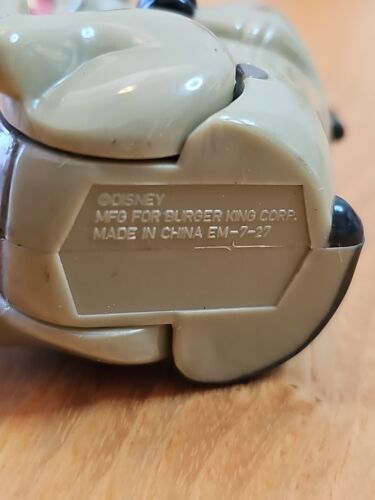 ©DISNEY
MFG FOR BURGER KING CORP.
MADE IN CHINA EM-7-27